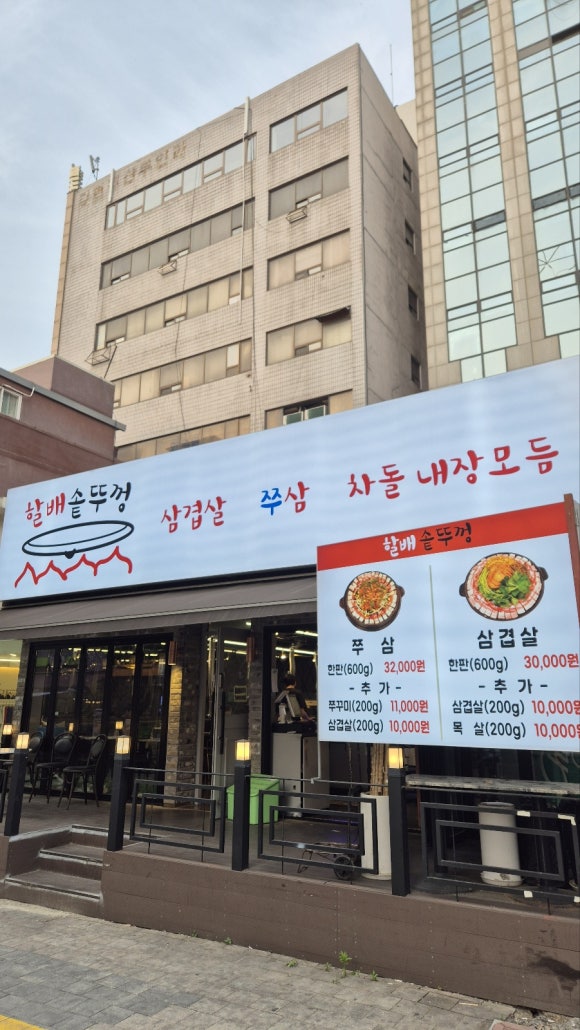 할배솥뚜껑 삼겹살 쭈삼 차돌 내장모듬
할배솥뚜껑
쭈 삼
한판(600g) 32,000원
- 추 가 -
쭈꾸미(200g) 11,000원
삼겹살(200g) 10,000원
삼겹살
한판(600g) 30,000원
- 추 가 -
삼겹살(200g) 10,000원
목 살(200g) 10,000원